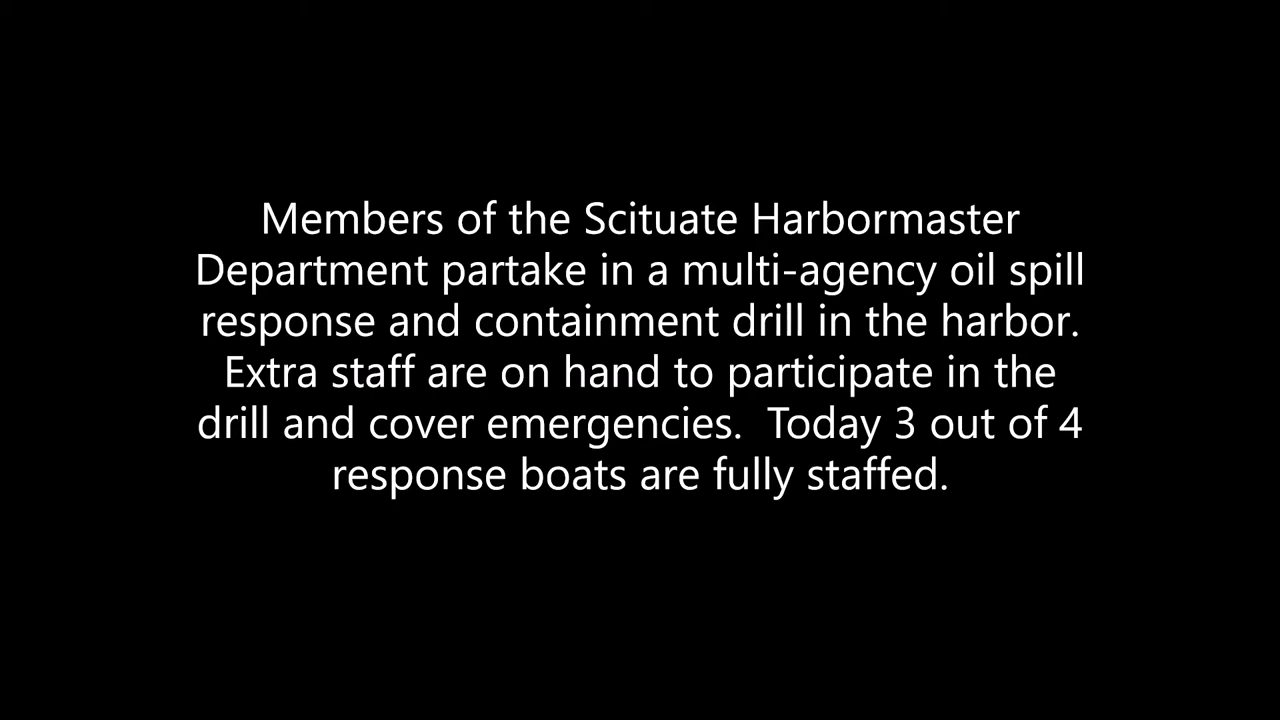 Members of the Scituate Harbormaster
Department partake in a multi-agency oil spill
response and containment drill in the harbor.
Extra staff are on hand to participate in the
drill and cover emergencies.  Today 3 out of 4
response boats are fully staffed.